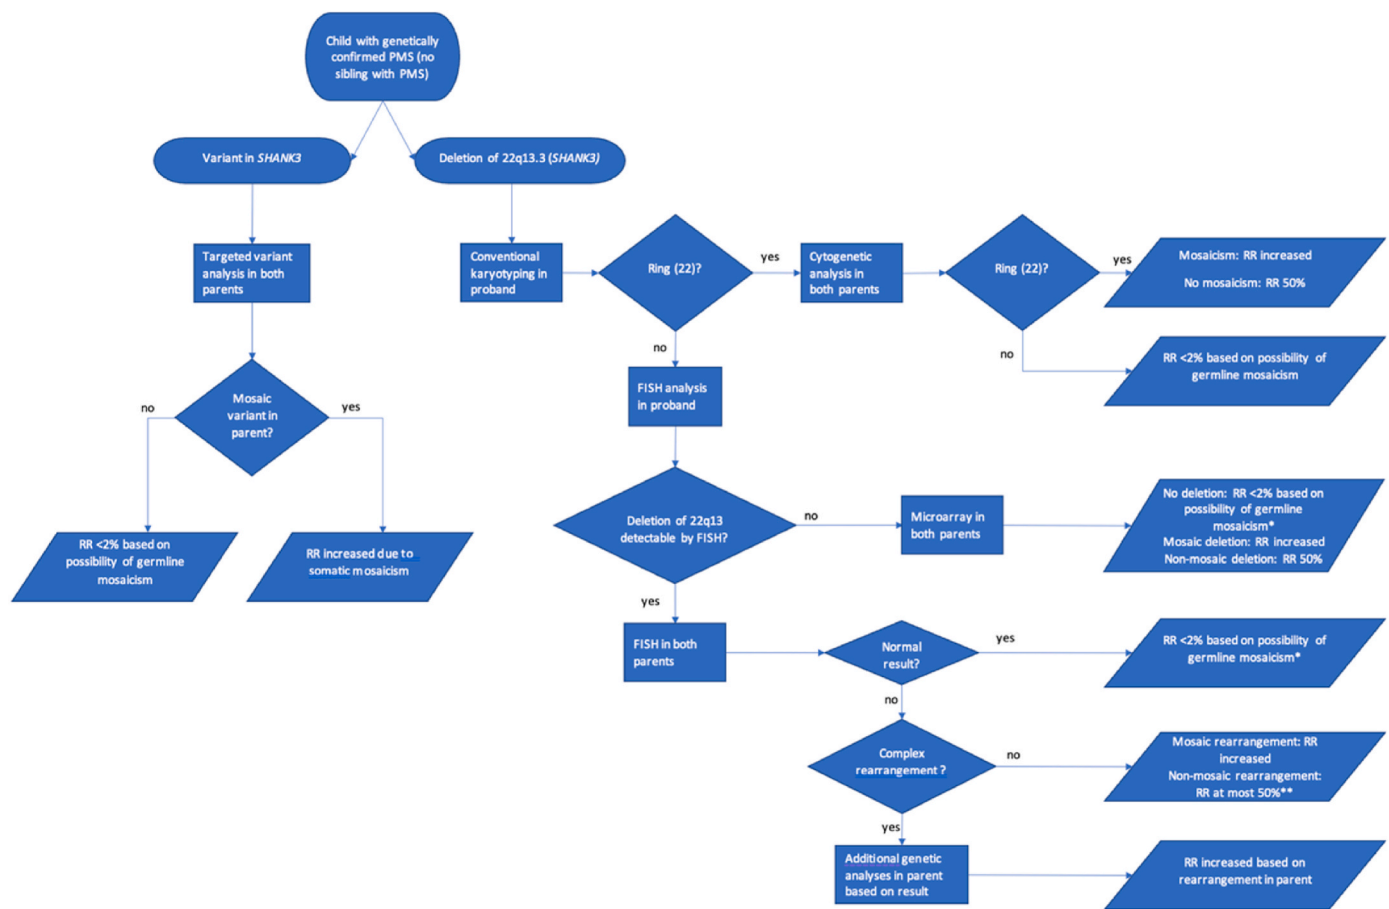 Child with genetically
confirmed PMS (no
sibling with PMS)
Variant in SHANK3
Deletion of 22q13.3 (SHANK3)
Targeted variant
analysis in both
parents
Conventional
karyotyping in
proband
Ring (22)?
yes
Cytogenetic
analysis in
both parents
Ring (22)?
yes
Mosaicism: RR increased
No mosaicism: RR 50%
no
no
RR <2% based on possibility of
germline mosaicism
FISH analysis
in proband
Mosaic
variant in
parent?
no
yes
RR <2% based on
possibility of germline
mosaicism
RR increased due to
somatic mosaicism
Deletion of 22q13
detectable by FISH?
no
Microarray in
both parents
No deletion: RR <2% based on
possibility of germline
mosaicism*
Mosaic deletion: RR increased
Non-mosaic deletion: RR 50%
yes
FISH in both
parents
Normal
result?
yes
RR <2% based on possibility of
germline mosaicism*
no
Complex
rearrangement ?
no
Mosaic rearrangement: RR
increased
Non-mosaic rearrangement:
RR at most 50%**
yes
Additional genetic
analyses in parent
based on result
RR increased based on
rearrangement in parent